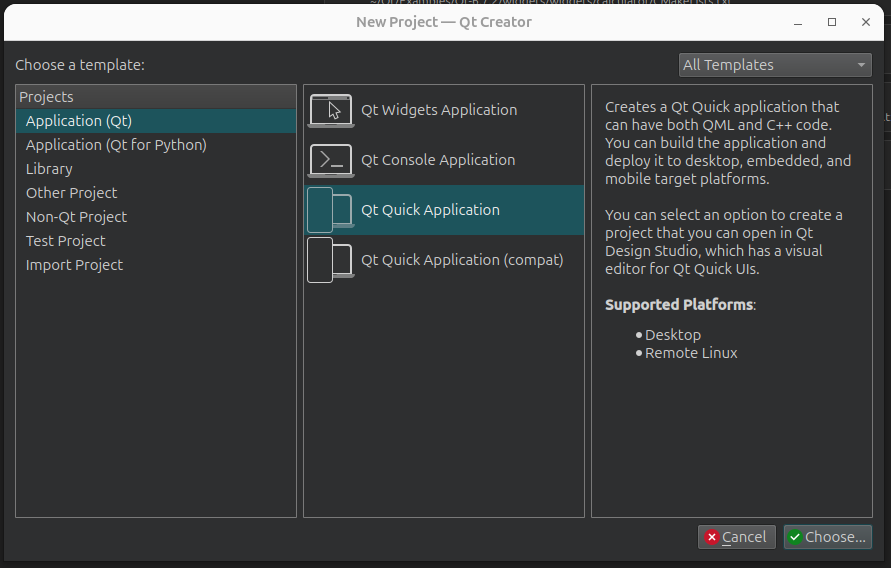 New Project — Qt Creator
Choose a template:
All Templates
Projects
Application (Qt)
Application (Qt for Python)
Library
Other Project
Non-Qt Project
Test Project
Import Project
Qt Widgets Application
Qt Console Application
Qt Quick Application
Qt Quick Application (compat)
Creates a Qt Quick application that
can have both QML and C++ code.
You can build the application and
deploy it to desktop, embedded, and
mobile target platforms.
You can select an option to create a
project that you can open in Qt
Design Studio, which has a visual
editor for Qt Quick UIs.
Supported Platforms:
Desktop
Remote Linux
Cancel
Choose...